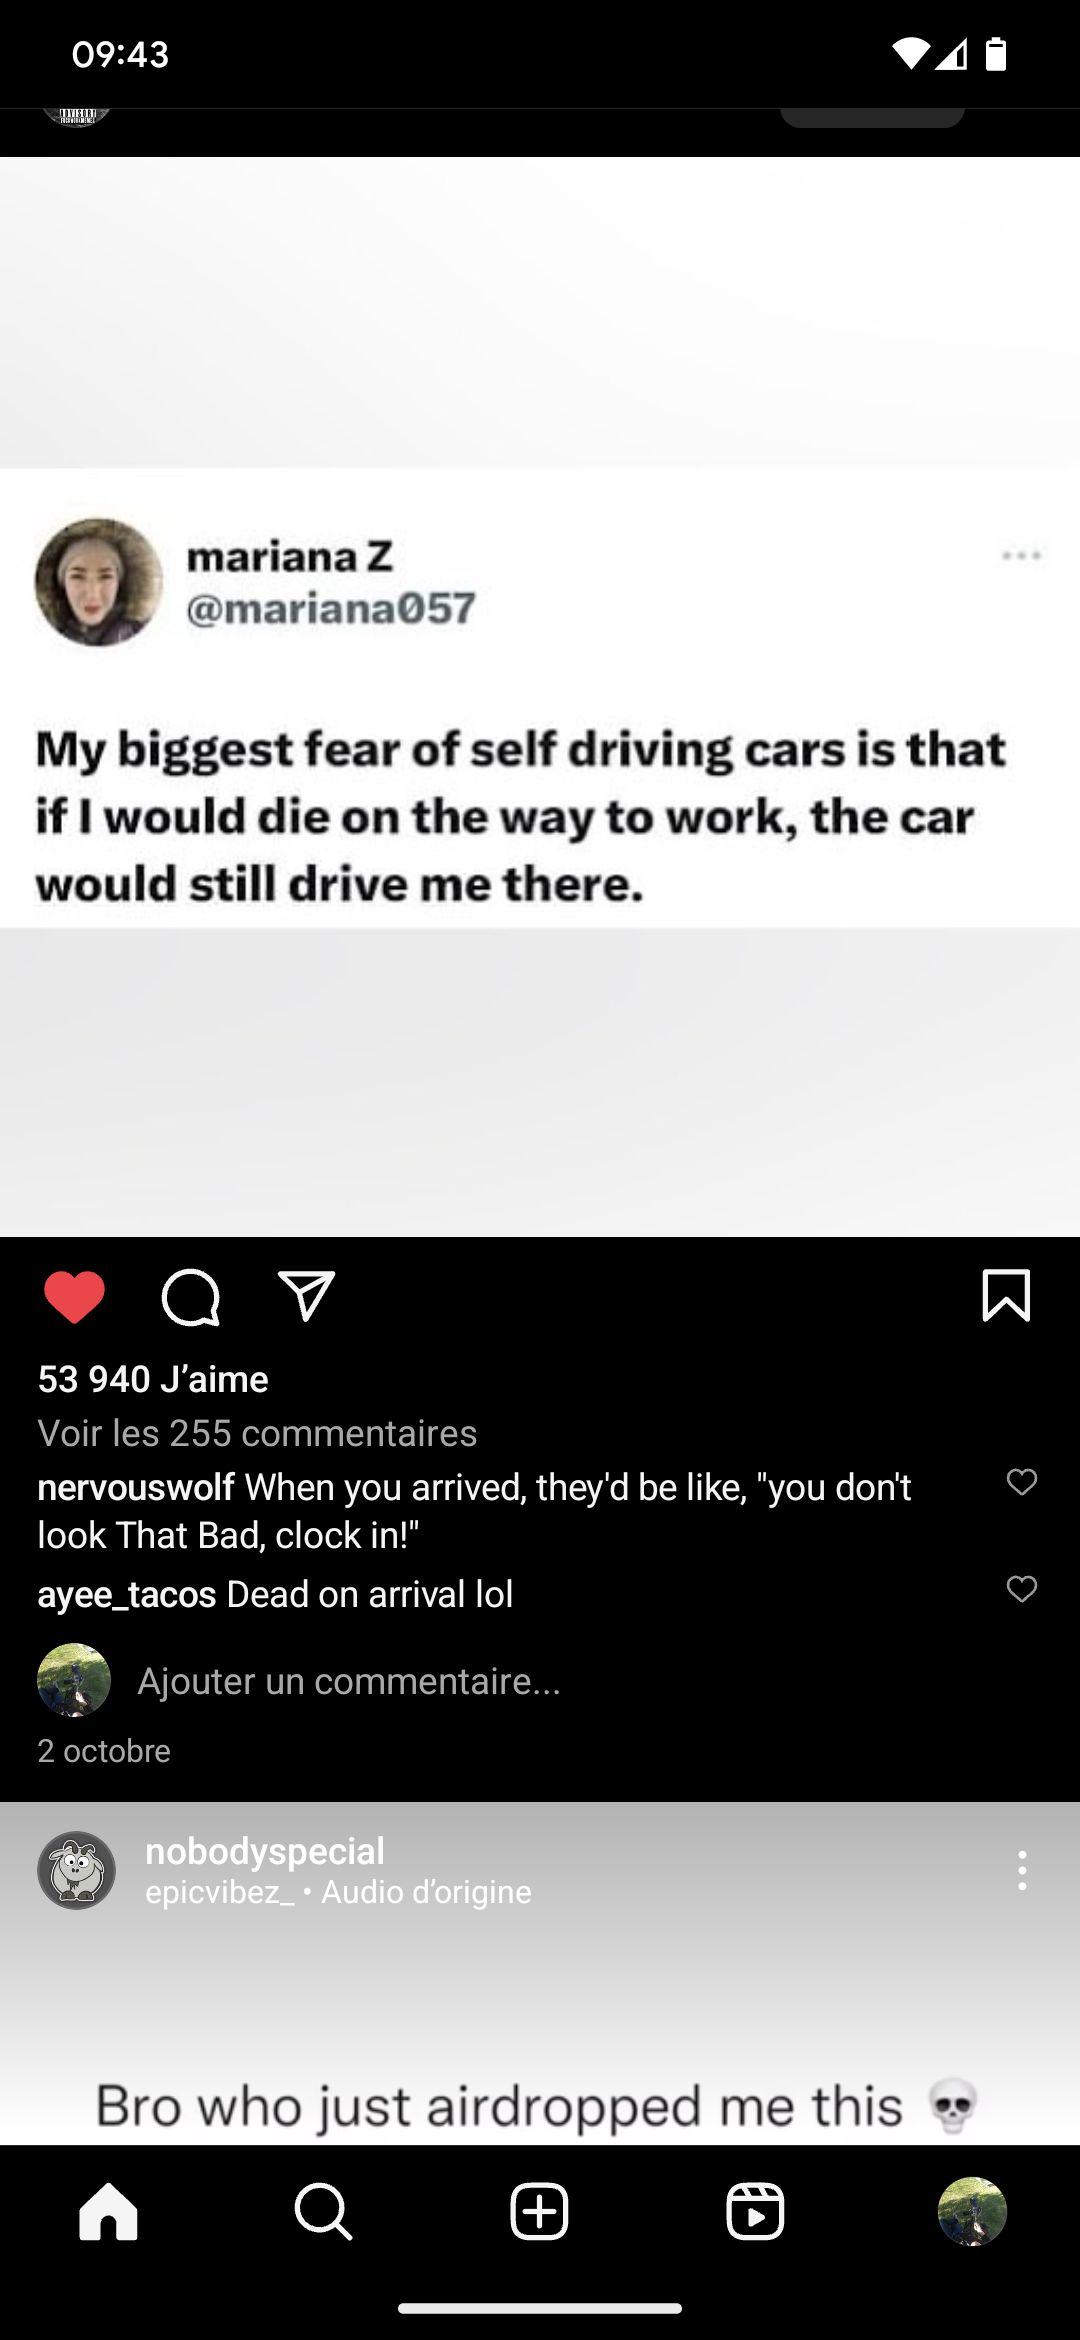 09:43
ADVISORY
mariana Z
@mariana057
My biggest fear of self driving cars is that
if I would die on the way to work, the car
would still drive me there.
53 940 J’aime
Voir les 255 commentaires
nervouswolf When you arrived, they'd be like, "you don't
look That Bad, clock in!"
ayee_tacos Dead on arrival lol
Ajouter un commentaire...
2 octobre
nobodyspecial
epicvibez_ • Audio d’origine
Bro who just airdropped me this 💀